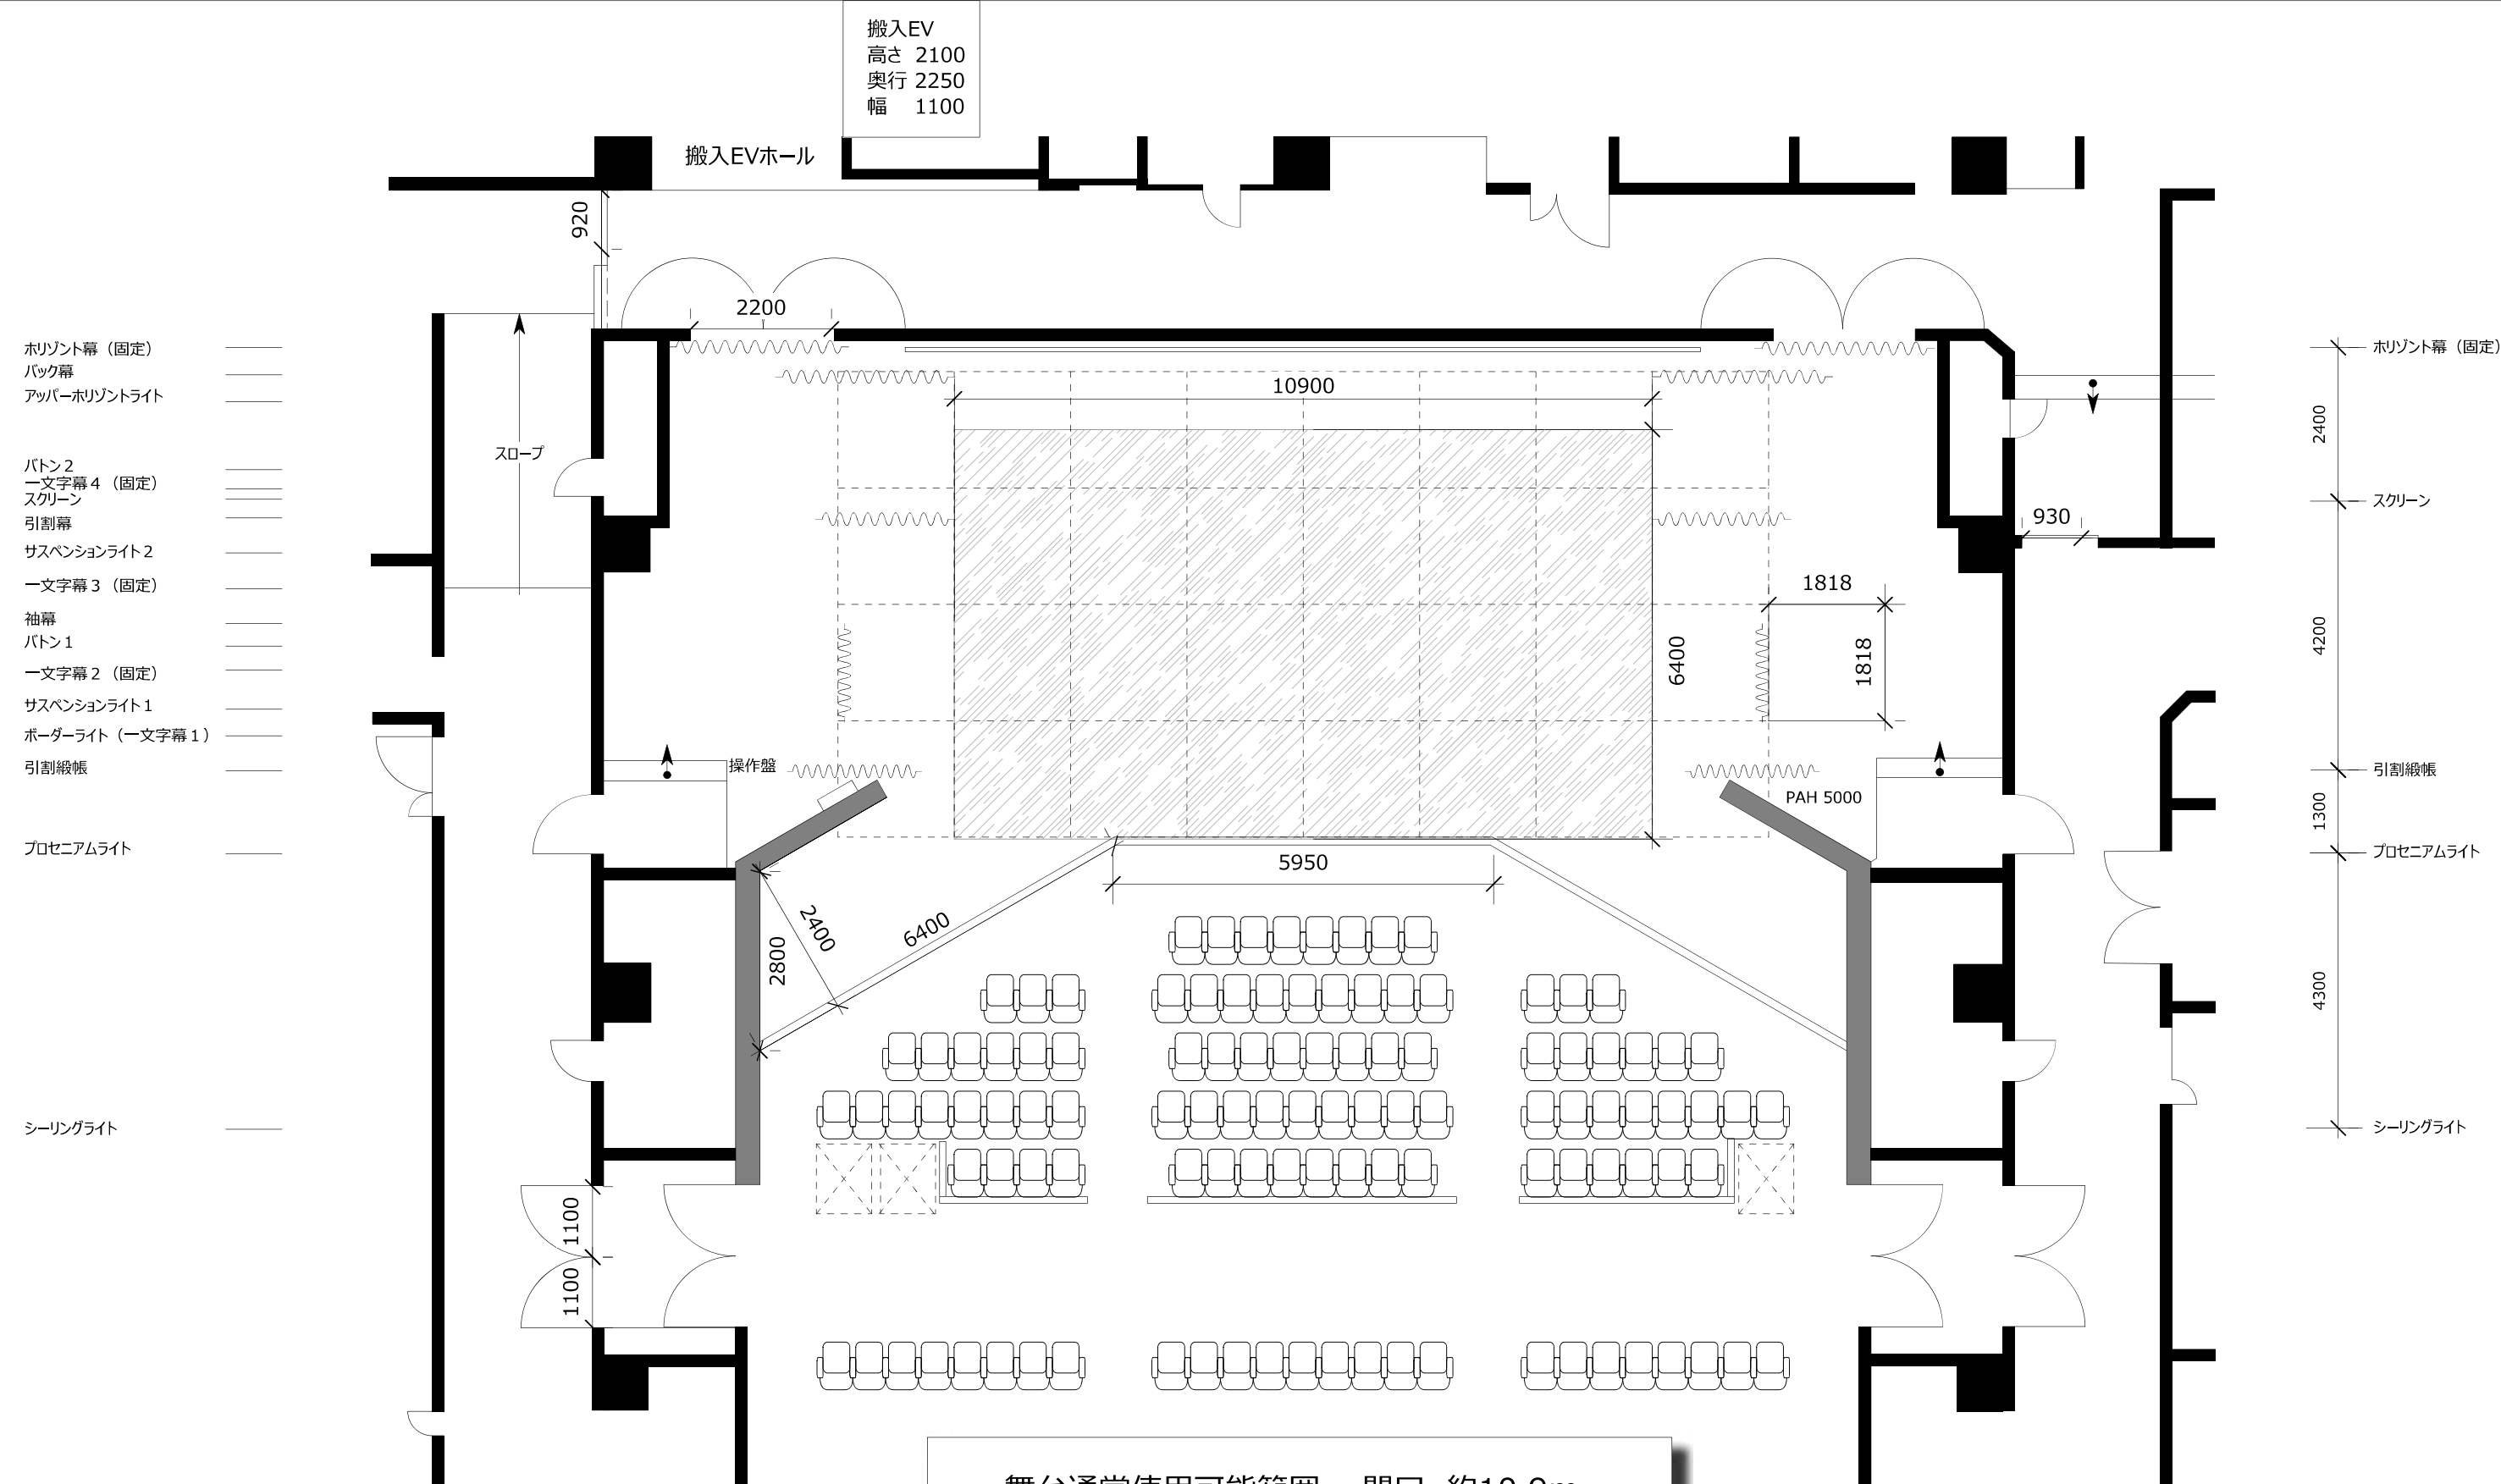 搬入EV
高さ 2100
奥行 2250
幅 1100
搬入EVホール
920
2200
ホリゾント幕（固定）
バック幕
アッパーホリゾントライト
バトン２
一文字幕４（固定）
スクリーン
引割幕
サスペンションライト２
一文字幕３（固定）
袖幕
バトン１
一文字幕２（固定）
サスペンションライト１
ボーダーライト（一文字幕１）
引割緞帳
プロセニアムライト
シーリングライト
スロープ
10900
930
1818
1818
6400
操作盤
PAH 5000
5950
6400
2400
2800
1100
1100
ホリゾント幕（固定）
2400
スクリーン
4200
引割緞帳
1300
プロセニアムライト
4300
シーリングライト